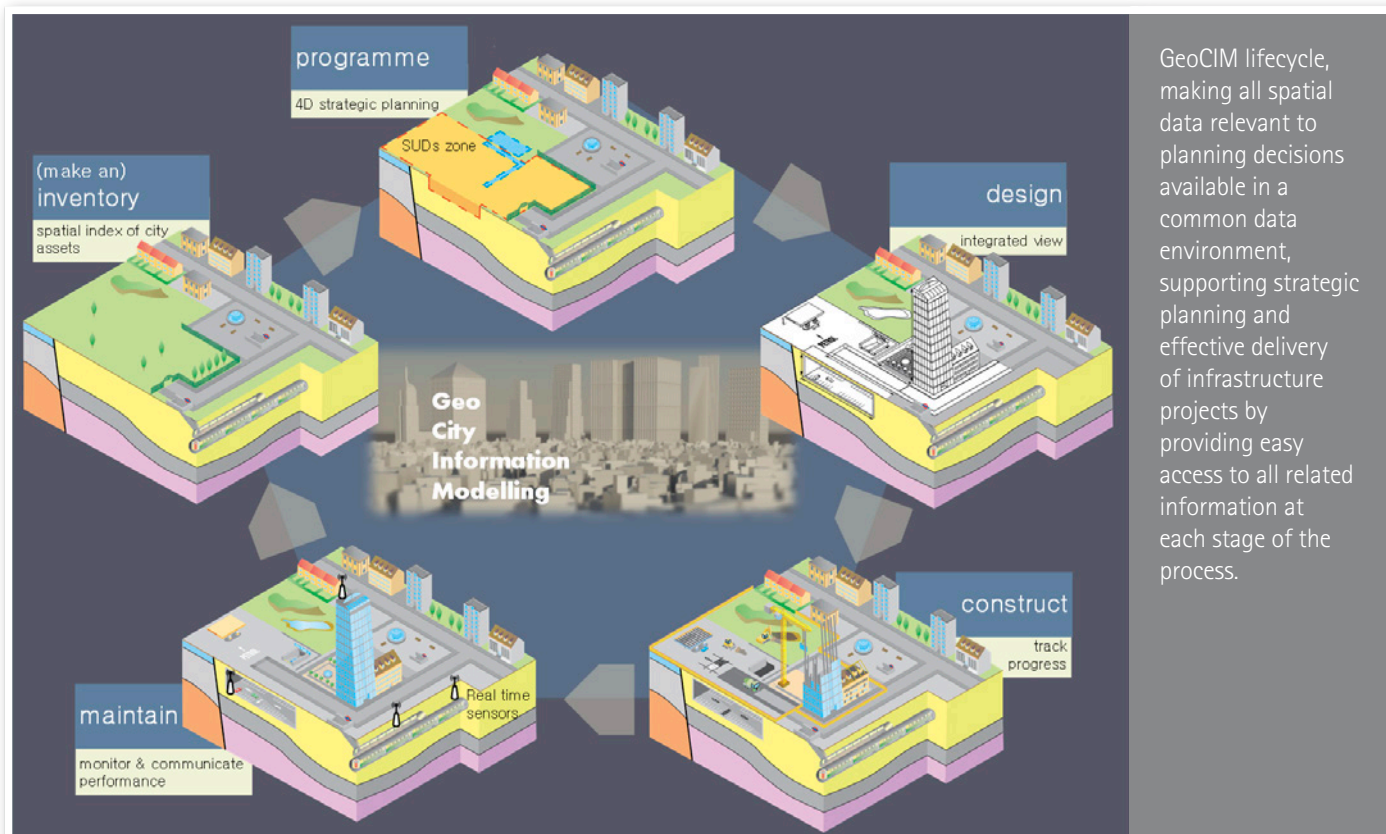 programme
4D strategic planning
SUDs zone
(make an)
inventory
spatial index of city
assets
design
integrated view
Geo
City
Information
Modelling
construct
track
progress
maintain
monitor & communicate
performance
Real time
sensors
GeoCIM lifecycle,
making all spatial
data relevant to
planning decisions
available in a
common data
environment,
supporting strategic
planning and
effective delivery
of infrastructure
projects by
providing easy
access to all related
information at
each stage of the
process.